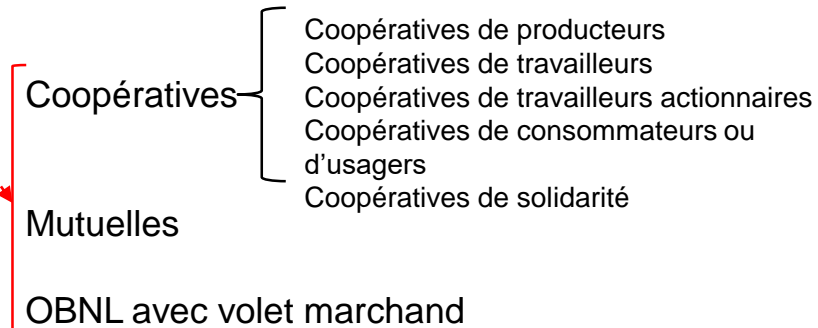 Coopératives de producteurs
Coopératives de travailleurs
Coopératives
Coopératives de travailleurs actionnaires
Coopératives de consommateurs ou
d'usagers
Coopératives de solidarité
Mutuelles
OBNL avec volet marchand